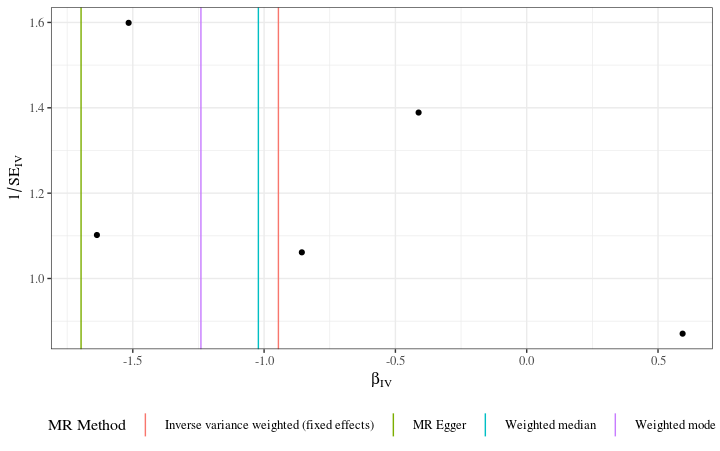 1.6
1.4
1.2
1.0
1/SE_IV
-1.5 -1.0 -0.5 0.0 0.5
β_IV
MR Method Inverse variance weighted (fixed effects) MR Egger Weighted median Weighted mode